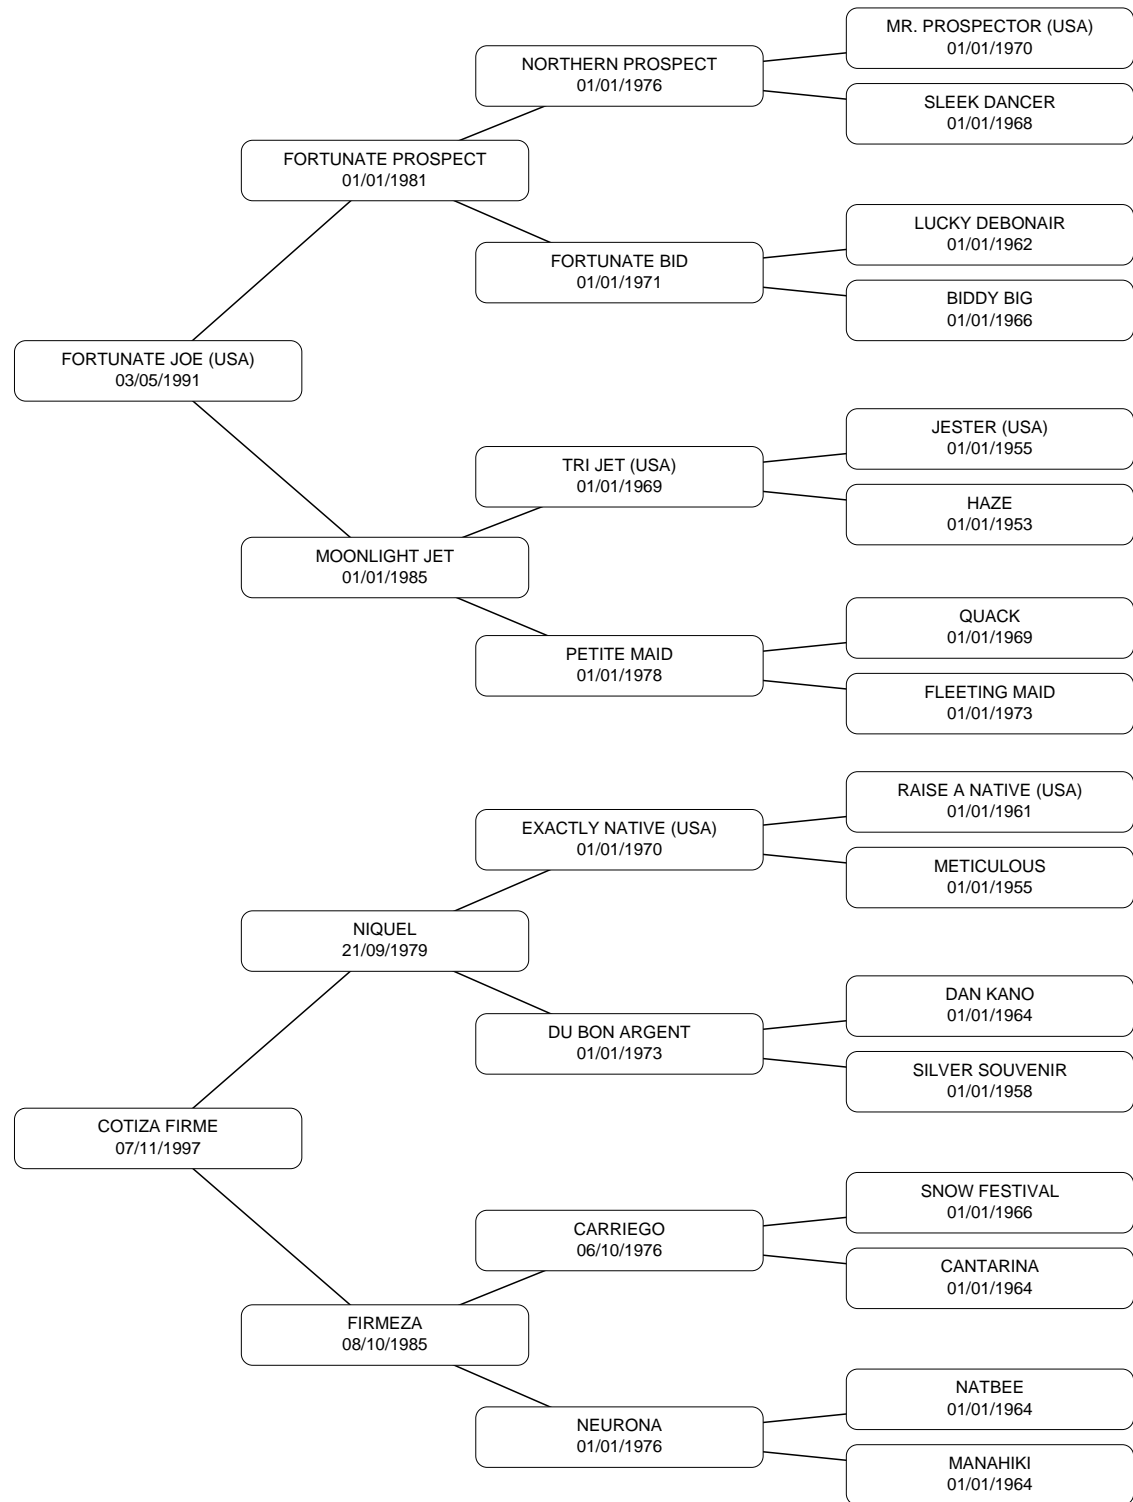 MR. PROSPECTOR (USA)
01/01/1970
NORTHERN PROSPECT
01/01/1976
SLEEK DANCER
01/01/1968
FORTUNATE PROSPECT
01/01/1981
LUCKY DEBONAIR
01/01/1962
FORTUNATE BID
01/01/1971
BIDDY BIG
01/01/1966
FORTUNATE JOE (USA)
03/05/1991
JESTER (USA)
01/01/1955
TRI JET (USA)
01/01/1969
HAZE
01/01/1953
MOONLIGHT JET
01/01/1985
QUACK
01/01/1969
PETITE MAID
01/01/1978
FLEETING MAID
01/01/1973
RAISE A NATIVE (USA)
01/01/1961
EXACTLY NATIVE (USA)
01/01/1970
METICULOUS
01/01/1955
NIQUEL
21/09/1979
DAN KANO
01/01/1964
DU BON ARGENT
01/01/1973
SILVER SOUVENIR
01/01/1958
COTIZA FIRME
07/11/1997
SNOW FESTIVAL
01/01/1966
CARRIEGO
06/10/1976
CANTARINA
01/01/1964
FIRMEZA
08/10/1985
NATBEE
01/01/1964
NEURONA
01/01/1976
MANAHIKI
01/01/1964